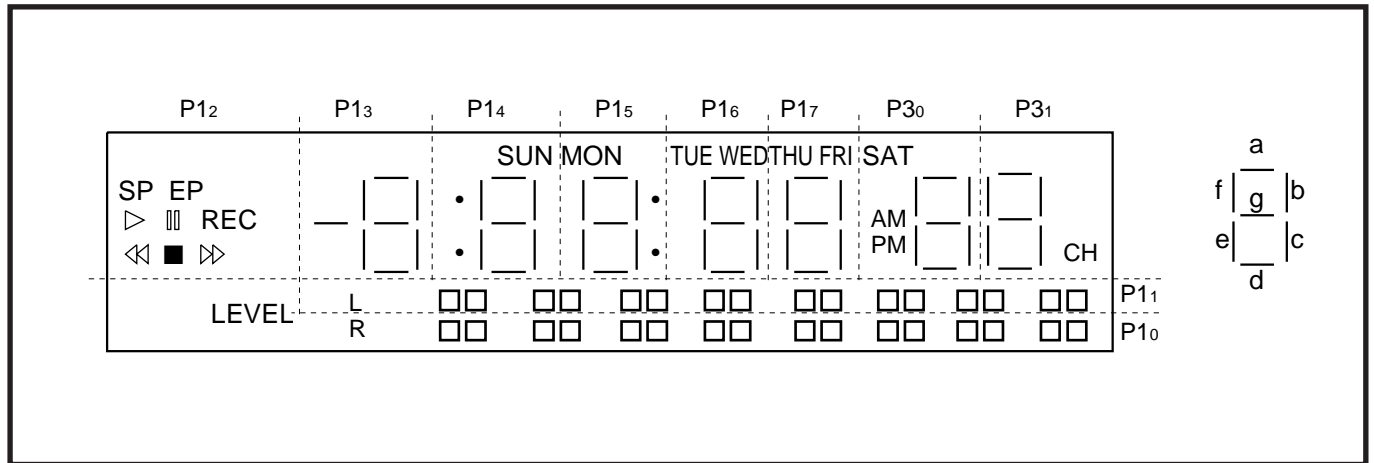 P1₂ P1₃ P1₄ P1₅ P1₆ P1₇ P3₀ P3₁
SUN MON TUE WED THU FRI SAT
SP EP
REC
AM
PM
CH
LEVEL L P1₁
R P1₀
a
f g b
e c
d